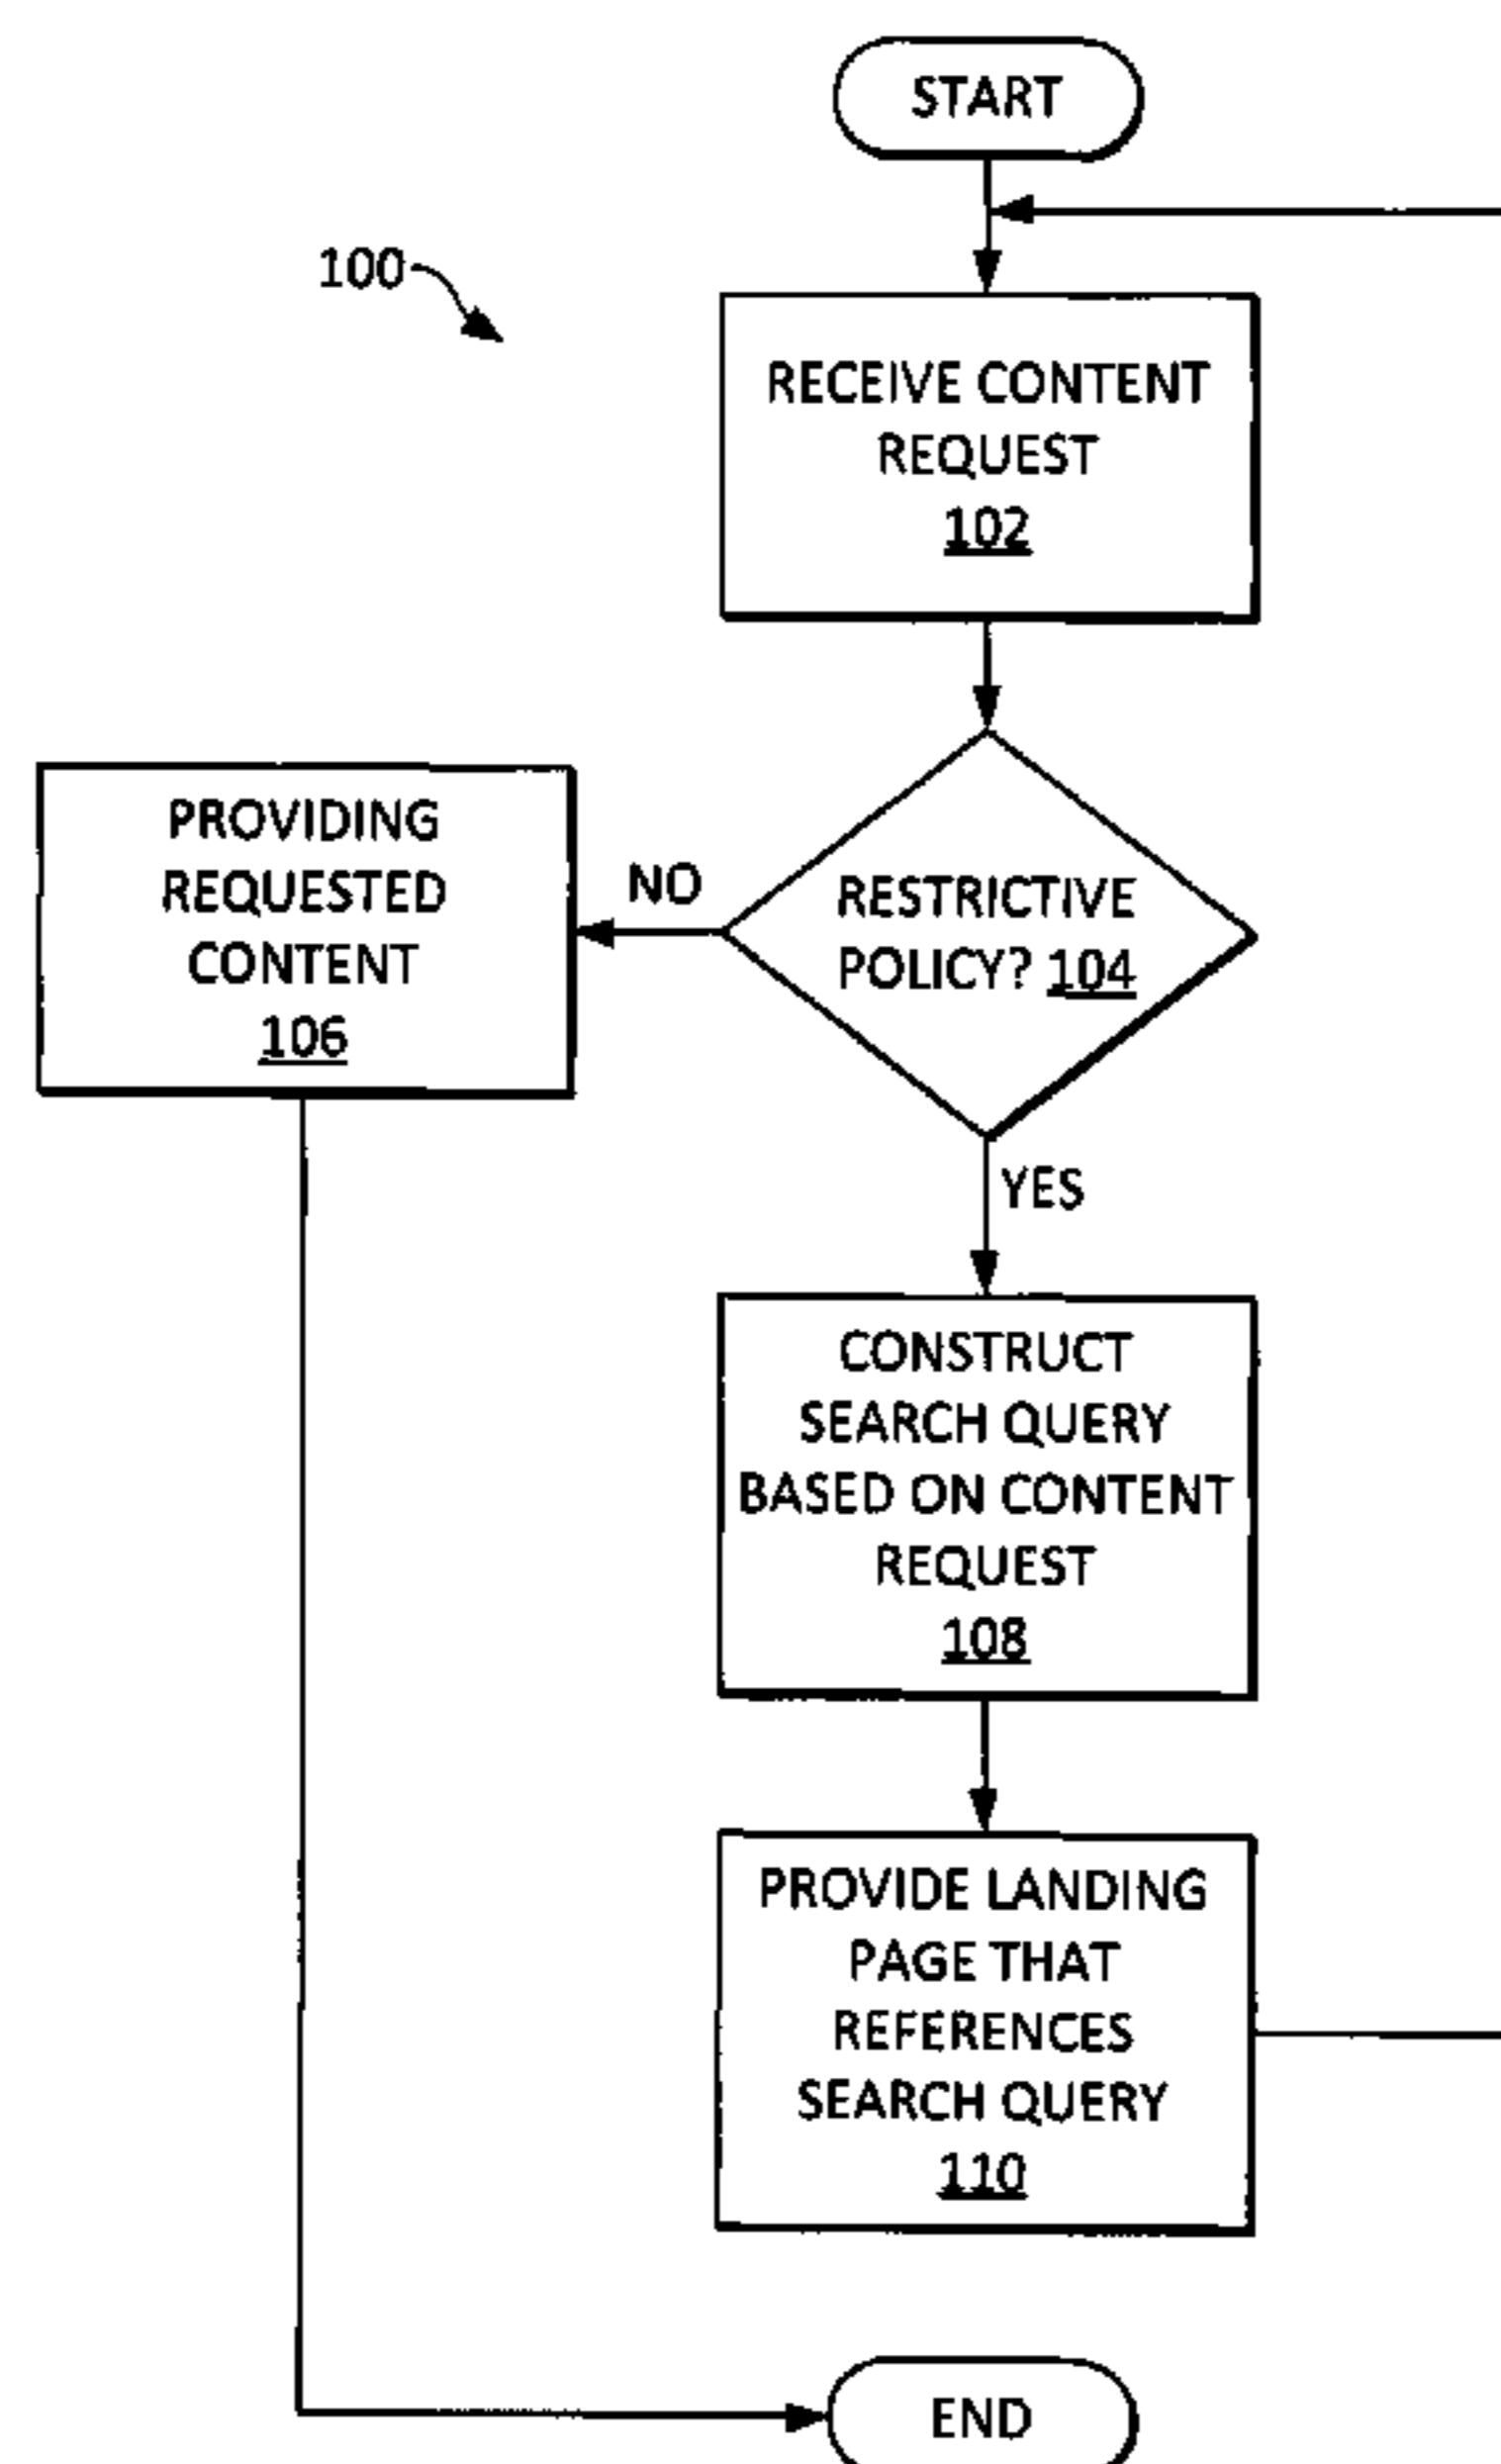 START
100
RECEIVE CONTENT
REQUEST
102
PROVIDING
REQUESTED
CONTENT
106
NO
RESTRICTIVE
POLICY? 104
YES
CONSTRUCT
SEARCH QUERY
BASED ON CONTENT
REQUEST
108
PROVIDE LANDING
PAGE THAT
REFERENCES
SEARCH QUERY
110
END